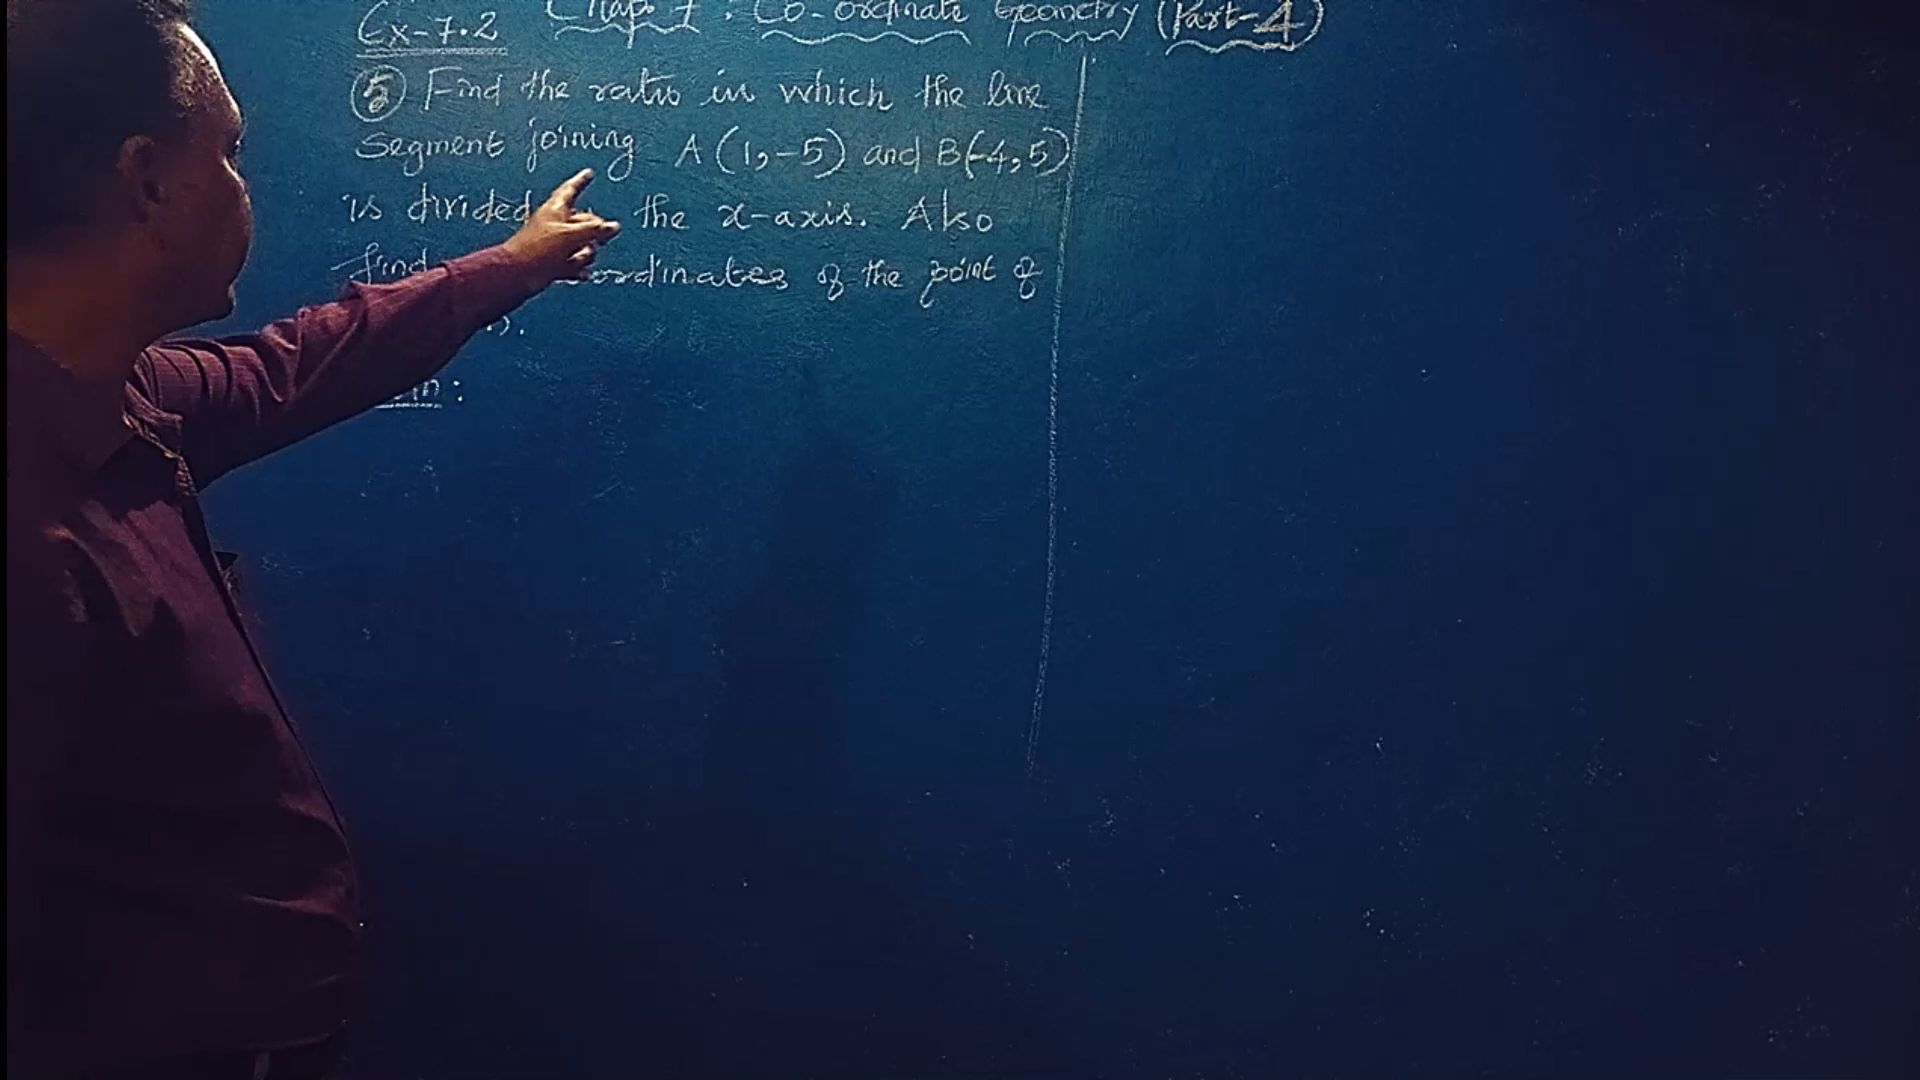 Ex-7.2 Chap 7 : Co-ordinate Geometry (Part-4)
⑤ Find the ratio in which the line
segment joining A(1,-5) and B(-4,5)
is divided the x-axis. Also
find oordinates of the point of
: